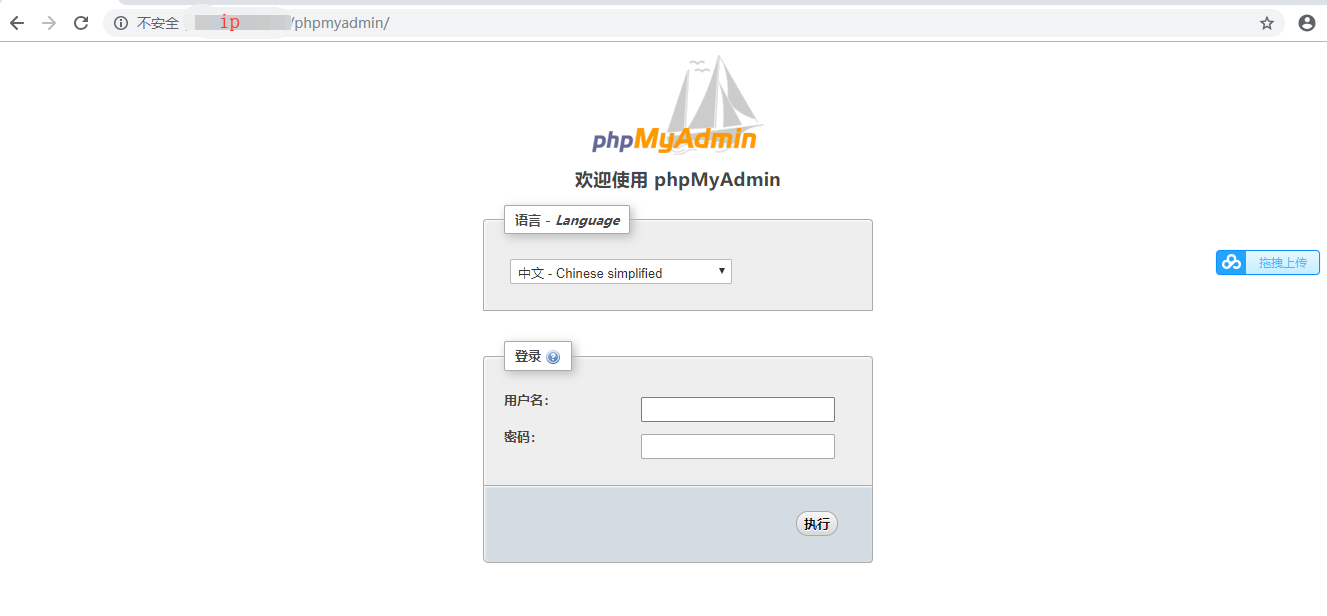 不安全 ip /phpmyadmin/
phpMyAdmin
欢迎使用 phpMyAdmin
语言 - Language
中文 - Chinese simplified
拖拽上传
登录
用户名：
密码：
执行